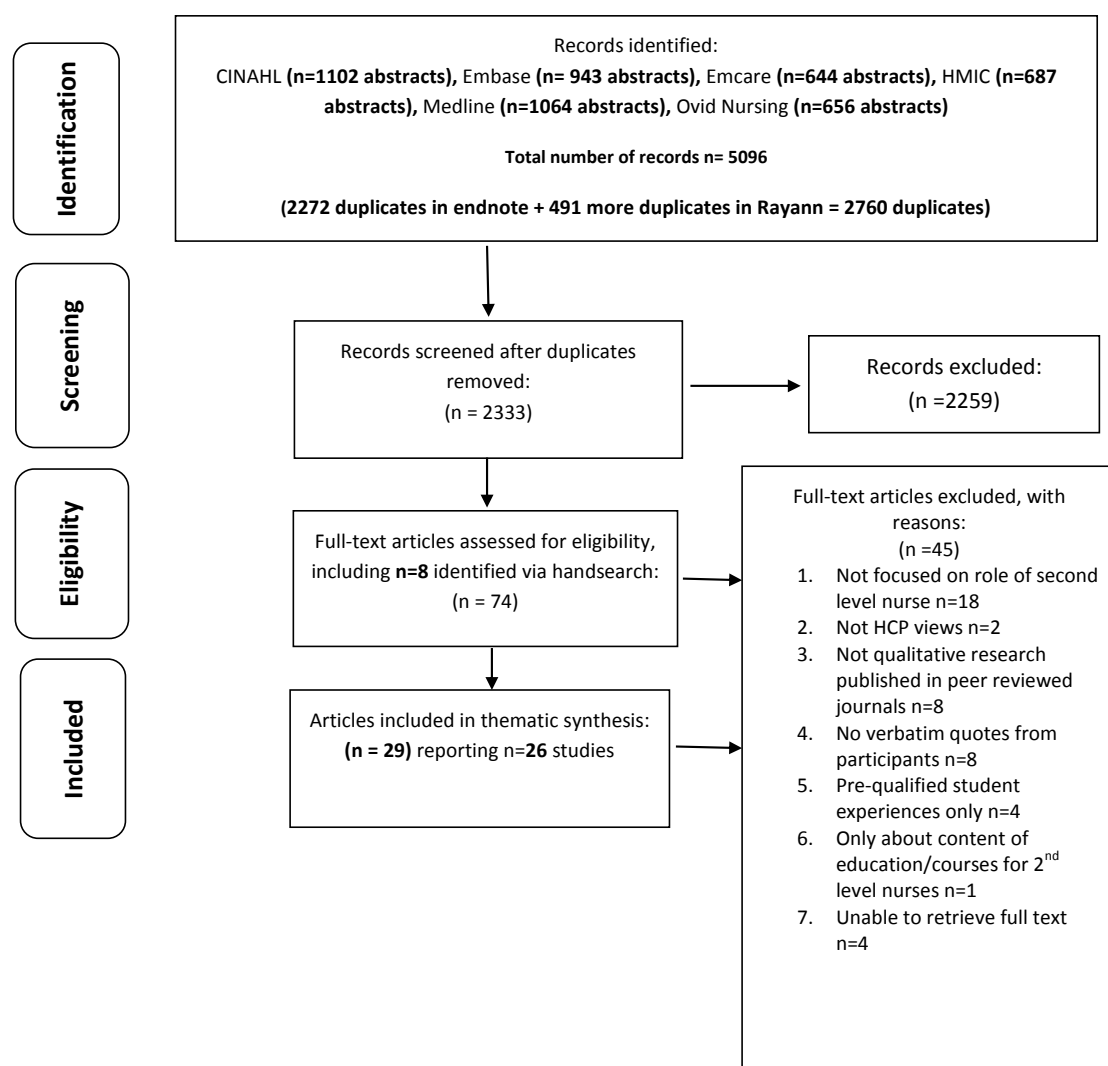 Identification
Records identified:
CINAHL (n=1102 abstracts), Embase (n= 943 abstracts), Emcare (n=644 abstracts), HMIC (n=687
abstracts), Medline (n=1064 abstracts), Ovid Nursing (n=656 abstracts)
Total number of records n= 5096
(2272 duplicates in endnote + 491 more duplicates in Rayann = 2760 duplicates)
Screening
Records screened after duplicates
removed:
(n = 2333)
Records excluded:
(n =2259)
Eligibility
Full-text articles assessed for eligibility,
including n=8 identified via handsearch:
(n = 74)
Full-text articles excluded, with
reasons:
(n =45)
1. Not focused on role of second
level nurse n=18
2. Not HCP views n=2
3. Not qualitative research
published in peer reviewed
journals n=8
4. No verbatim quotes from
participants n=8
5. Pre-qualified student
experiences only n=4
6. Only about content of
education/courses for 2nd
level nurses n=1
7. Unable to retrieve full text
n=4
Included
Articles included in thematic synthesis:
(n = 29) reporting n=26 studies